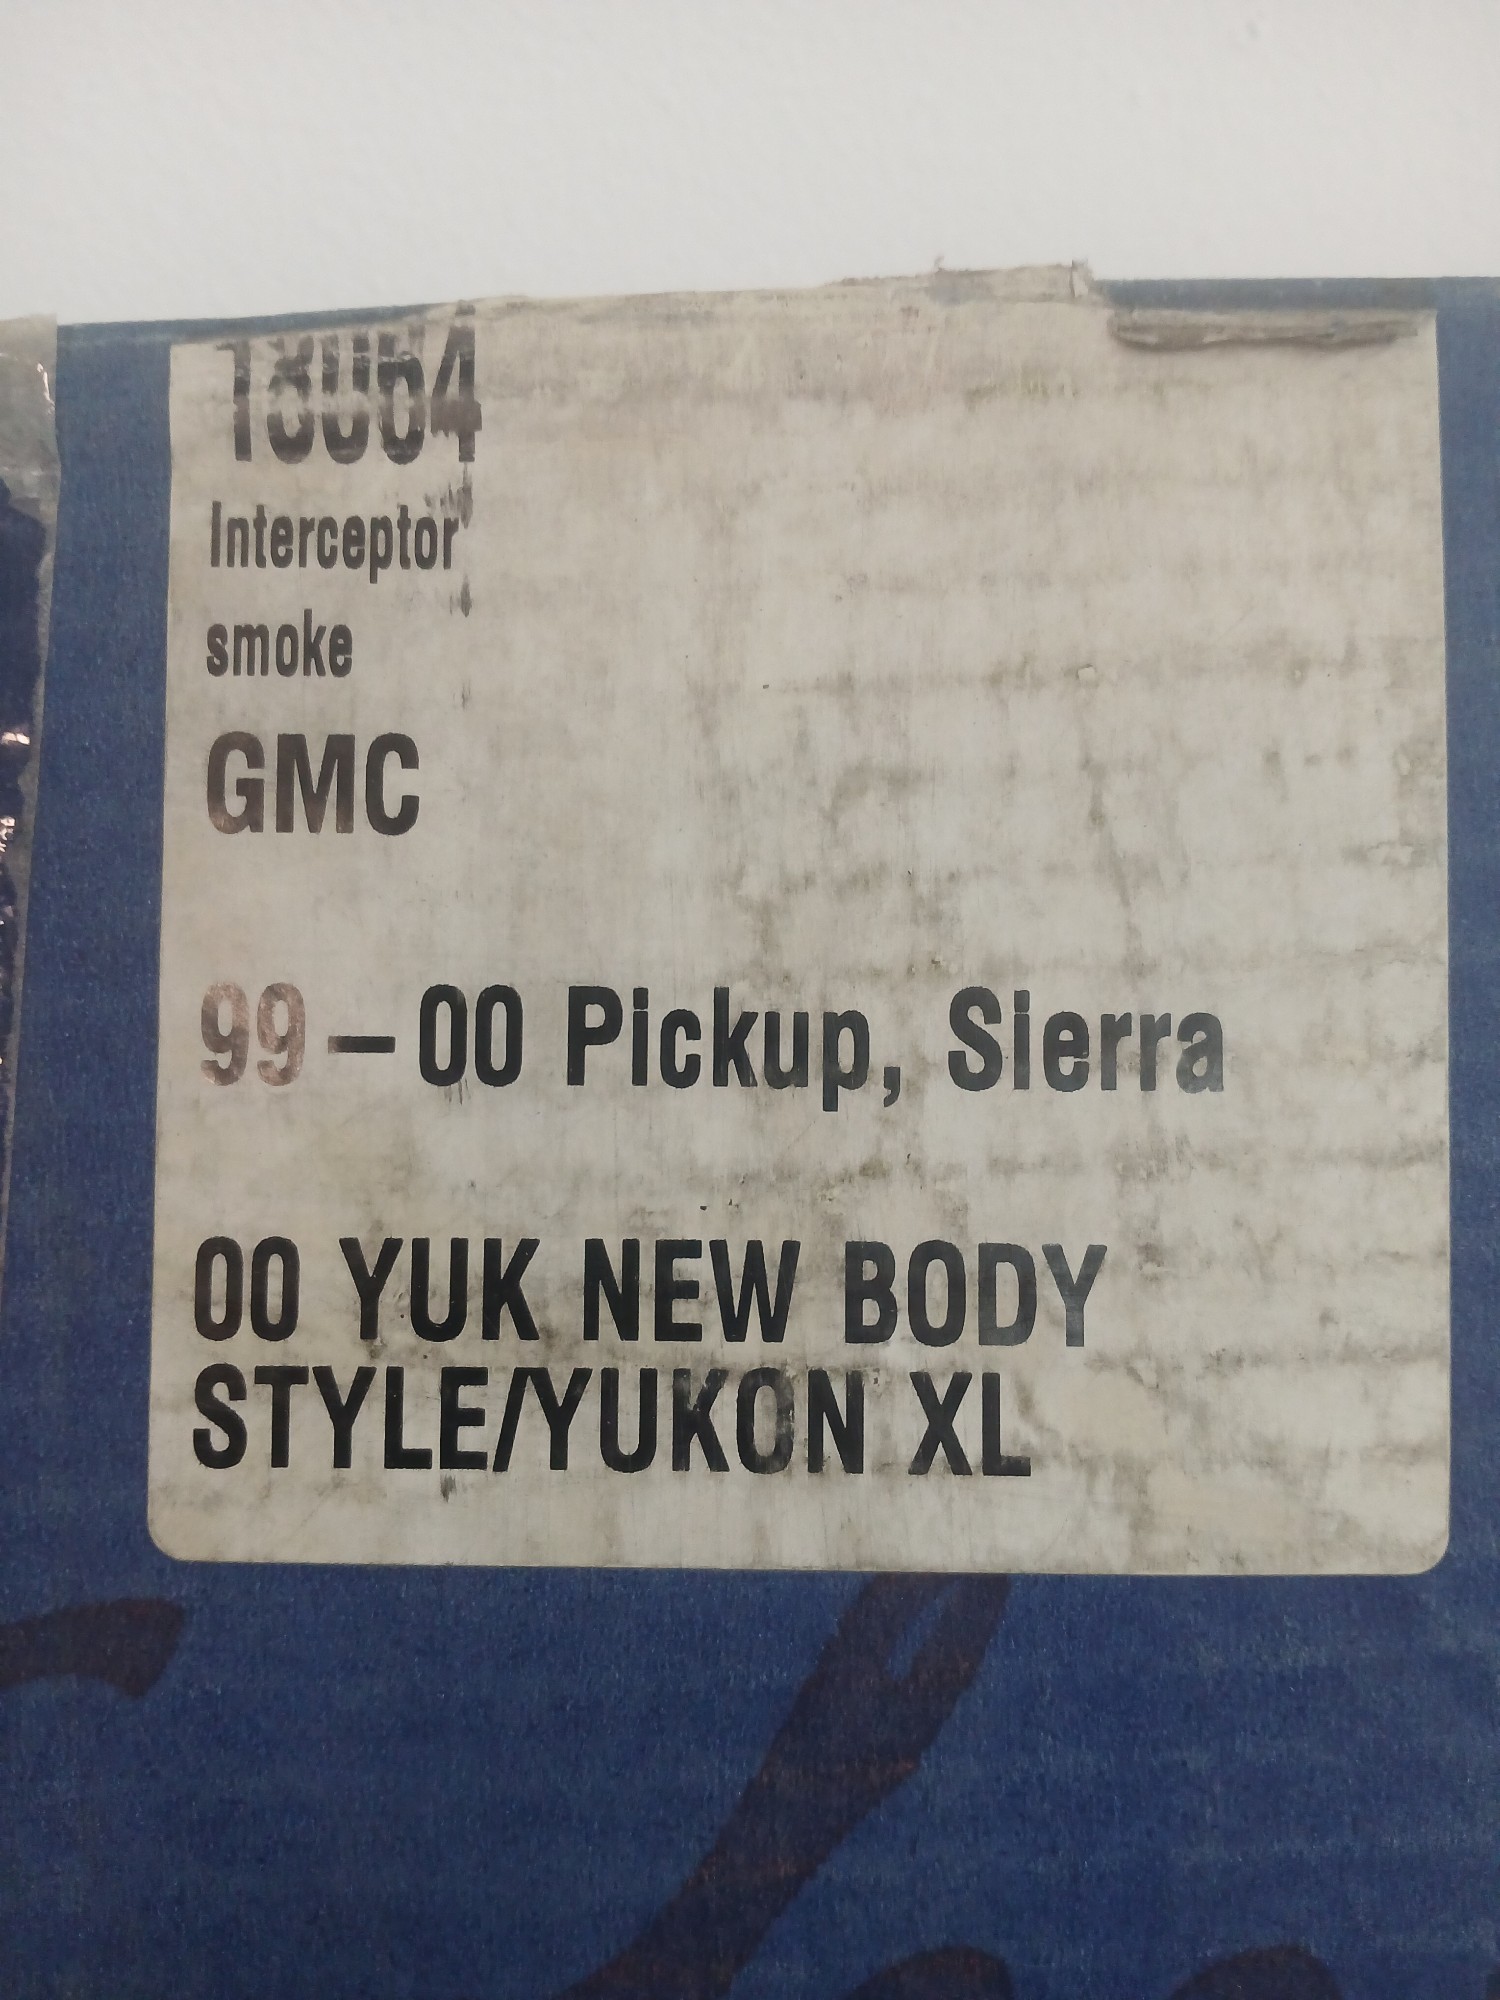 Interceptor
smoke
GMC
99-00 Pickup, Sierra
00 YUK NEW BODY
STYLE/YUKON XL